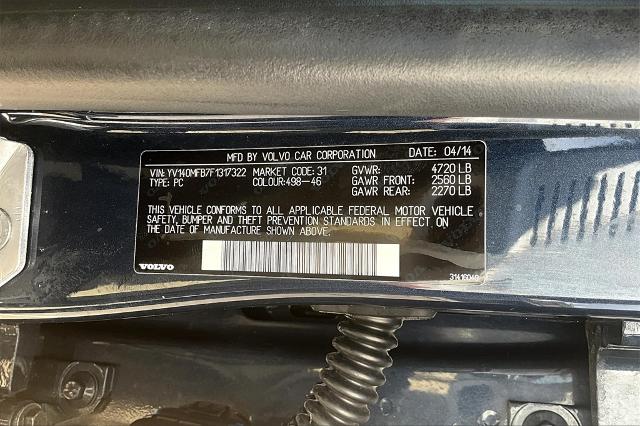 MFD BY VOLVO CAR CORPORATION DATE: 04/14
VIN: YV140MFB7F1317322 MARKET CODE: 31 GVWR: 4720 LB
TYPE: PC COLOUR:498-46 GAWR FRONT: 2560 LB
GAWR REAR: 2270 LB
THIS VEHICLE CONFORMS TO ALL APPLICABLE FEDERAL MOTOR VEHICLE
SAFETY, BUMPER AND THEFT PREVENTION STANDARDS IN EFFECT ON
THE DATE OF MANUFACTURE SHOWN ABOVE.
VOLVO 31419040